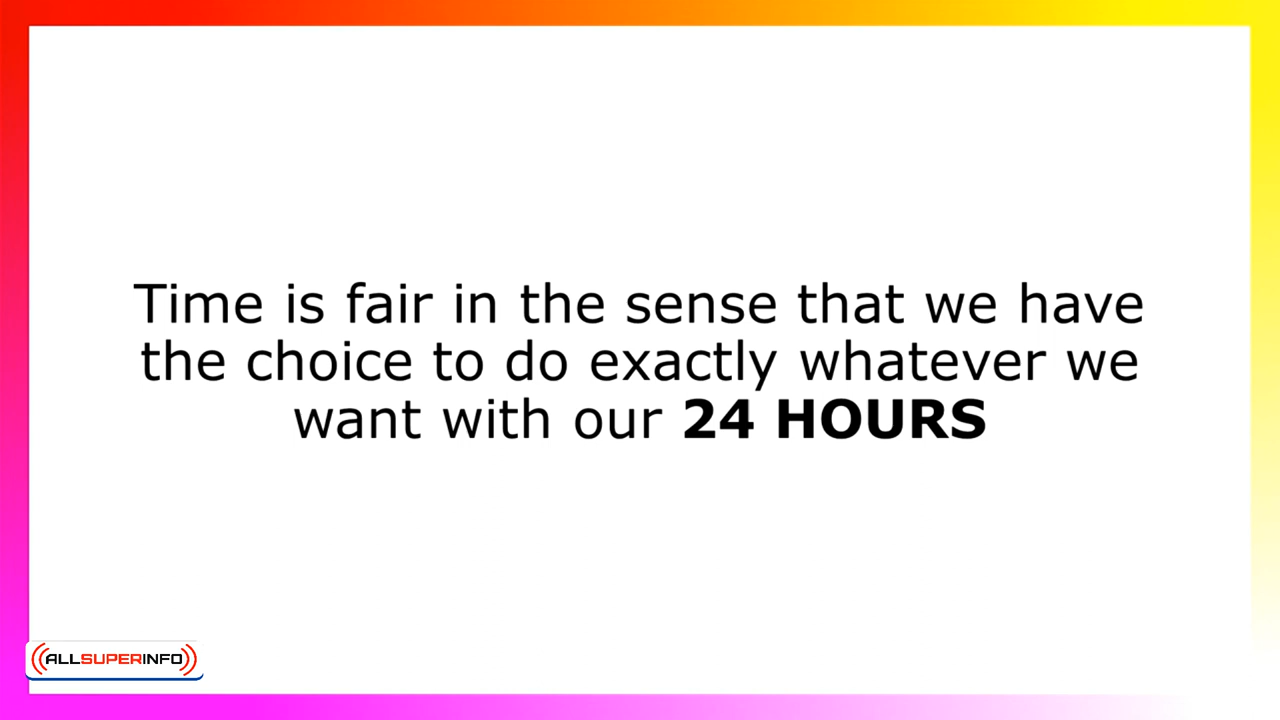 Time is fair in the sense that we have
the choice to do exactly whatever we
want with our 24 HOURS
ALLSUPERINFO